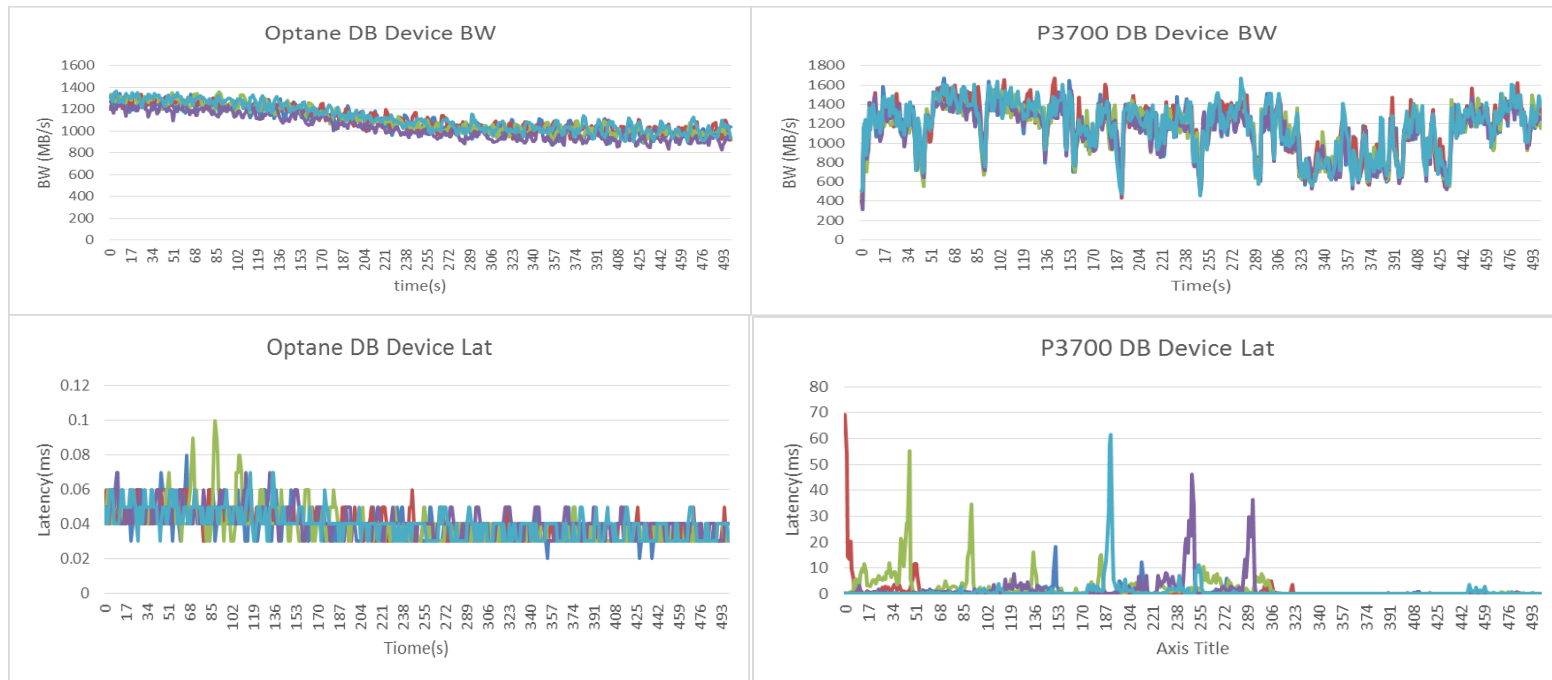 Optane DB Device BW
1600
1400
1200
1000
800
600
400
200
0
BW (MB/s)
0 17 34 51 68 85 102 119 136 153 170 187 204 221 238 255 272 289 306 323 340 357 374 391 408 425 442 459 476 493
time(s)
P3700 DB Device BW
1800
1600
1400
1200
1000
800
600
400
200
0
BW (MB/s)
0 17 34 51 68 85 102 119 136 153 170 187 204 221 238 255 272 289 306 323 340 357 374 391 408 425 442 459 476 493
Time(s)
Optane DB Device Lat
0.12
0.1
0.08
0.06
0.04
0.02
0
Latency(ms)
0 17 34 51 68 85 102 119 136 153 170 187 204 221 238 255 272 289 306 323 340 357 374 391 408 425 442 459 476 493
Tiome(s)
P3700 DB Device Lat
80
70
60
50
40
30
20
10
0
Latency(ms)
0 17 34 51 68 85 102 119 136 153 170 187 204 221 238 255 272 289 306 323 340 357 374 391 408 425 442 459 476 493
Axis Title